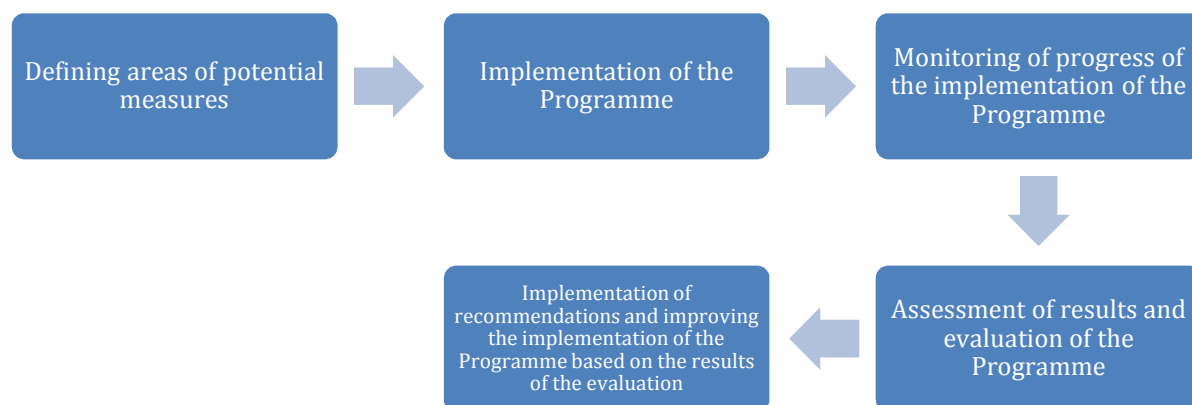 Defining areas of potential
measures
Implementation of the
Programme
Monitoring of progress of
the implementation of the
Programme
Assessment of results and
evaluation of the
Programme
Implementation of
recommendations and improving
the implementation of the
Programme based on the results
of the evaluation